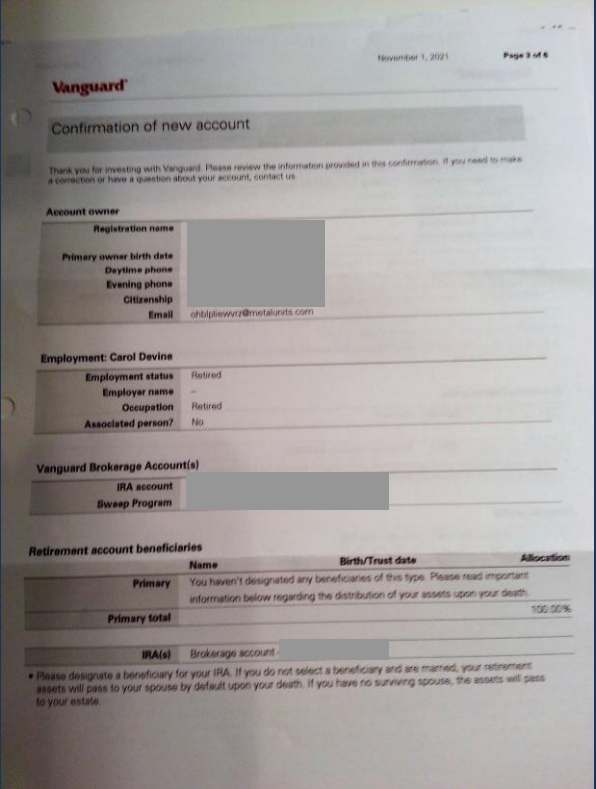 November 1, 2021 Page 3 of 6
Vanguard
Confirmation of new account
Thank you for investing with Vanguard. Please review the information provided in this confirmation. If you need to make
a correction or have a question about your account, contact us.
Account owner
Registration name
Primary owner birth date
Daytime phone
Evening phone
Citizenship
Email ohblpliewvrz@metalunits.com
Employment: Carol Devine
Employment status Retired
Employer name –
Occupation Retired
Associated person? No
Vanguard Brokerage Account(s)
IRA account
Sweep Program
Retirement account beneficiaries
Name Birth/Trust date Allocation
Primary You haven't designated any beneficiaries of this type. Please read important
information below regarding the distribution of your assets upon your death.
Primary total 100.00%
IRA(s) Brokerage account -
• Please designate a beneficiary for your IRA. If you do not select a beneficiary and are married, your retirement
assets will pass to your spouse by default upon your death. If you have no surviving spouse, the assets will pass
to your estate.